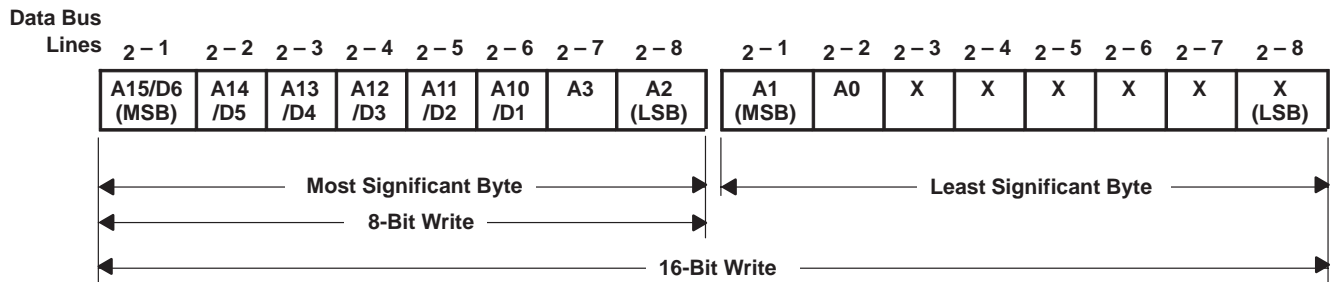 Data Bus
Lines 2 – 1 2 – 2 2 – 3 2 – 4 2 – 5 2 – 6 2 – 7 2 – 8 2 – 1 2 – 2 2 – 3 2 – 4 2 – 5 2 – 6 2 – 7 2 – 8
A15/D6 A14 A13 A12 A11 A10 A3 A2 A1 A0 X X X X X X
(MSB) /D5 /D4 /D3 /D2 /D1 (LSB) (MSB) (LSB)
Most Significant Byte Least Significant Byte
8-Bit Write
16-Bit Write